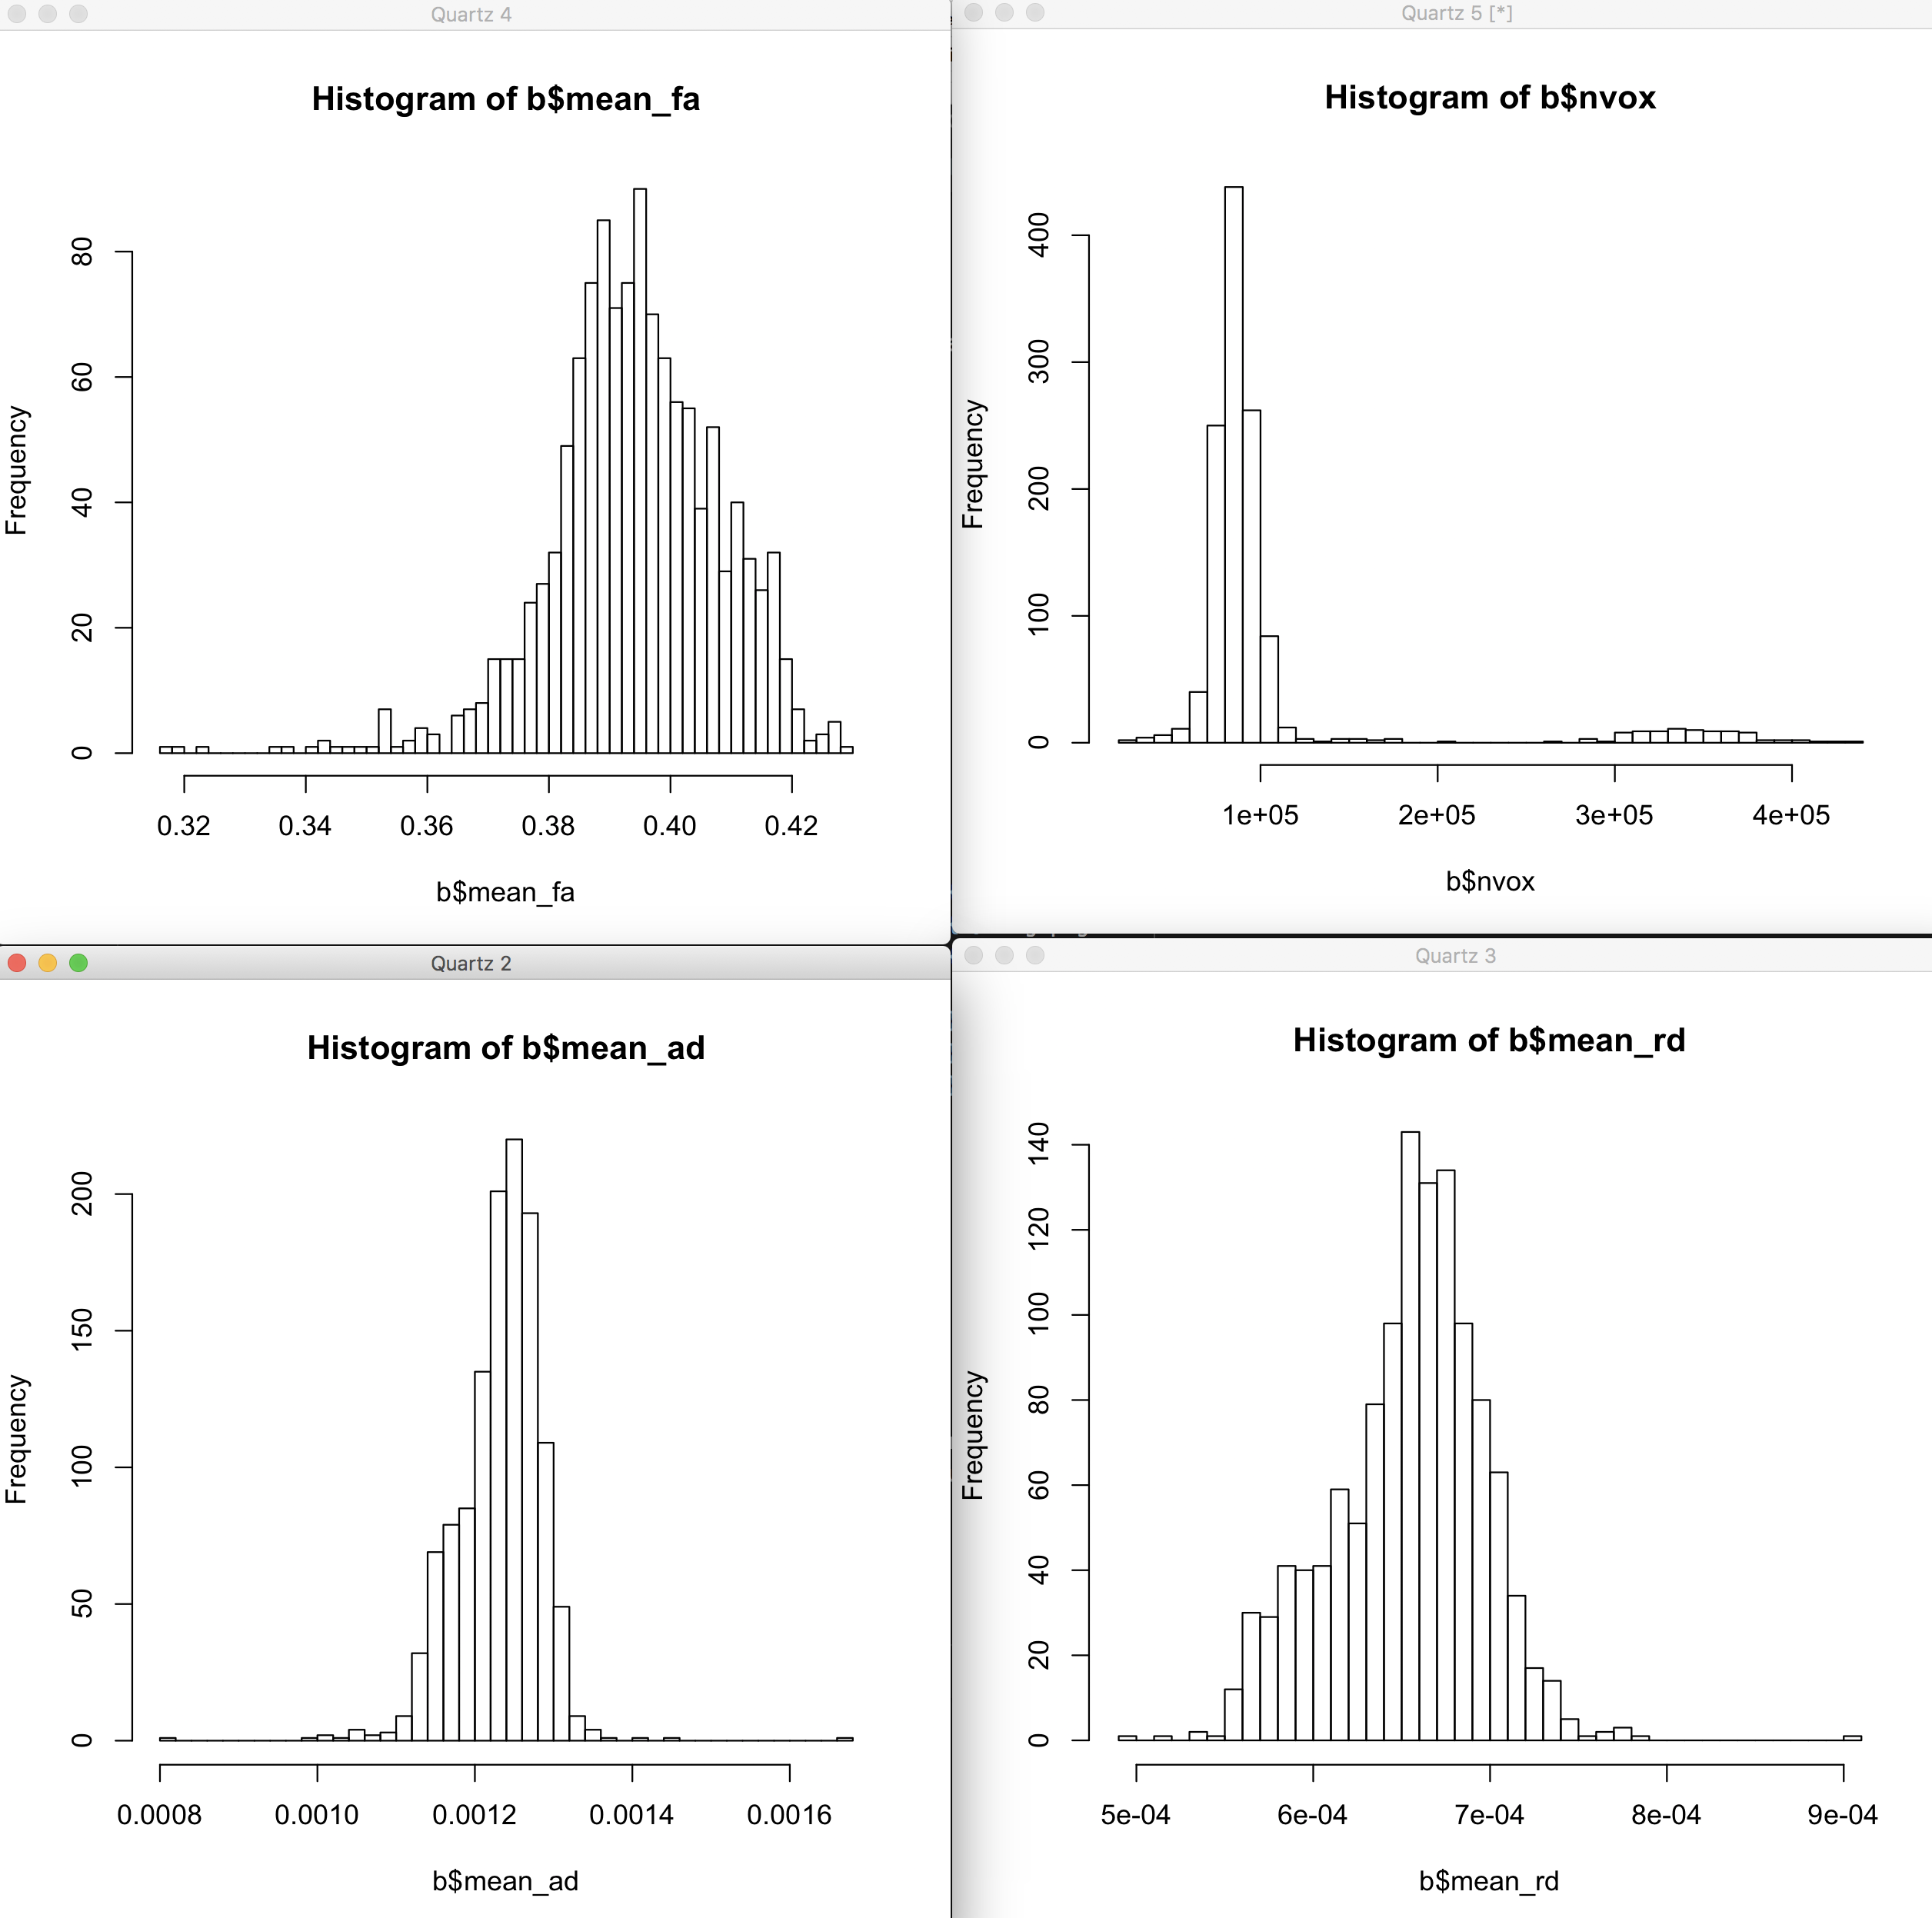 Quartz 4
Histogram of b$mean_fa
Frequency
0
20
40
60
80
0.32 0.34 0.36 0.38 0.40 0.42
b$mean_fa
Quartz 5 [*]
Histogram of b$nvox
Frequency
0
100
200
300
400
1e+05 2e+05 3e+05 4e+05
b$nvox
Quartz 2
Histogram of b$mean_ad
Frequency
0
50
100
150
200
0.0008 0.0010 0.0012 0.0014 0.0016
b$mean_ad
Quartz 3
Histogram of b$mean_rd
Frequency
0
20
40
60
80
100
120
140
5e-04 6e-04 7e-04 8e-04 9e-04
b$mean_rd